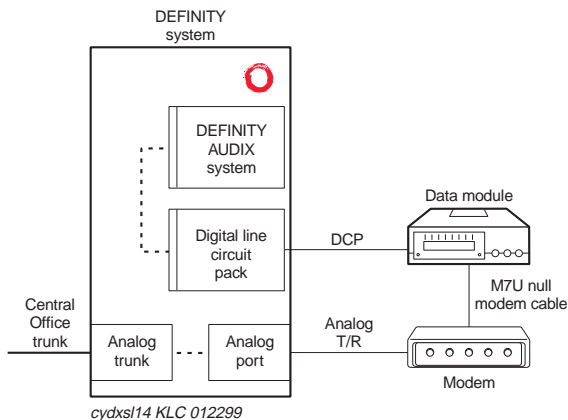 DEFINITY
system
DEFINITY
AUDIX
system
Data module
Digital line
circuit
pack
DCP
M7U null
modem cable
Central
Office
trunk
Analog
trunk
Analog
port
Analog
T/R
Modem
cydxsl14 KLC 012299